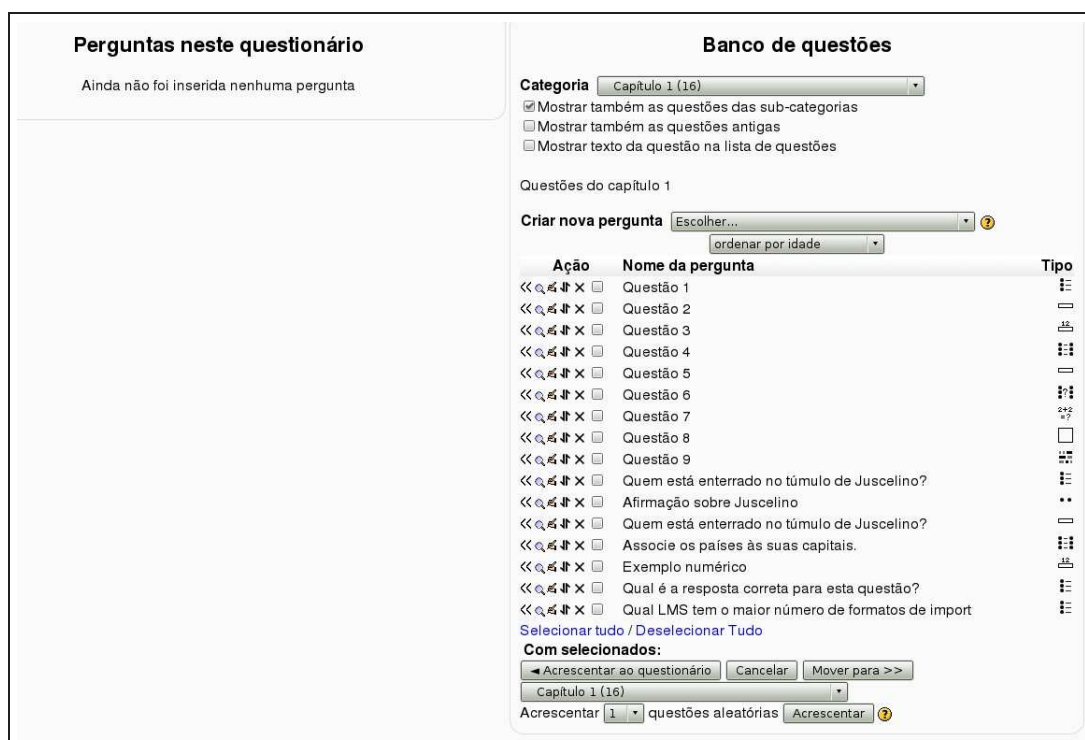 Perguntas neste questionário
Ainda não foi inserida nenhuma pergunta
Banco de questões
Categoria Capítulo 1 (16)
Mostrar também as questões das sub-categorias
Mostrar também as questões antigas
Mostrar texto da questão na lista de questões
Questões do capítulo 1
Criar nova pergunta Escolher... ?
ordenar por idade
Ação Nome da pergunta Tipo
Questão 1
Questão 2
Questão 3 12
Questão 4
Questão 5
Questão 6 ?
Questão 7 2+2=?
Questão 8
Questão 9
Quem está enterrado no túmulo de Juscelino?
Afirmação sobre Juscelino
Quem está enterrado no túmulo de Juscelino?
Associe os países às suas capitais.
Exemplo numérico 12
Qual é a resposta correta para esta questão?
Qual LMS tem o maior número de formatos de import
Selecionar tudo / Deselecionar Tudo
Com selecionados:
◄ Acrescentar ao questionário Cancelar Mover para >>
Capítulo 1 (16)
Acrescentar 1 questões aleatórias Acrescentar ?